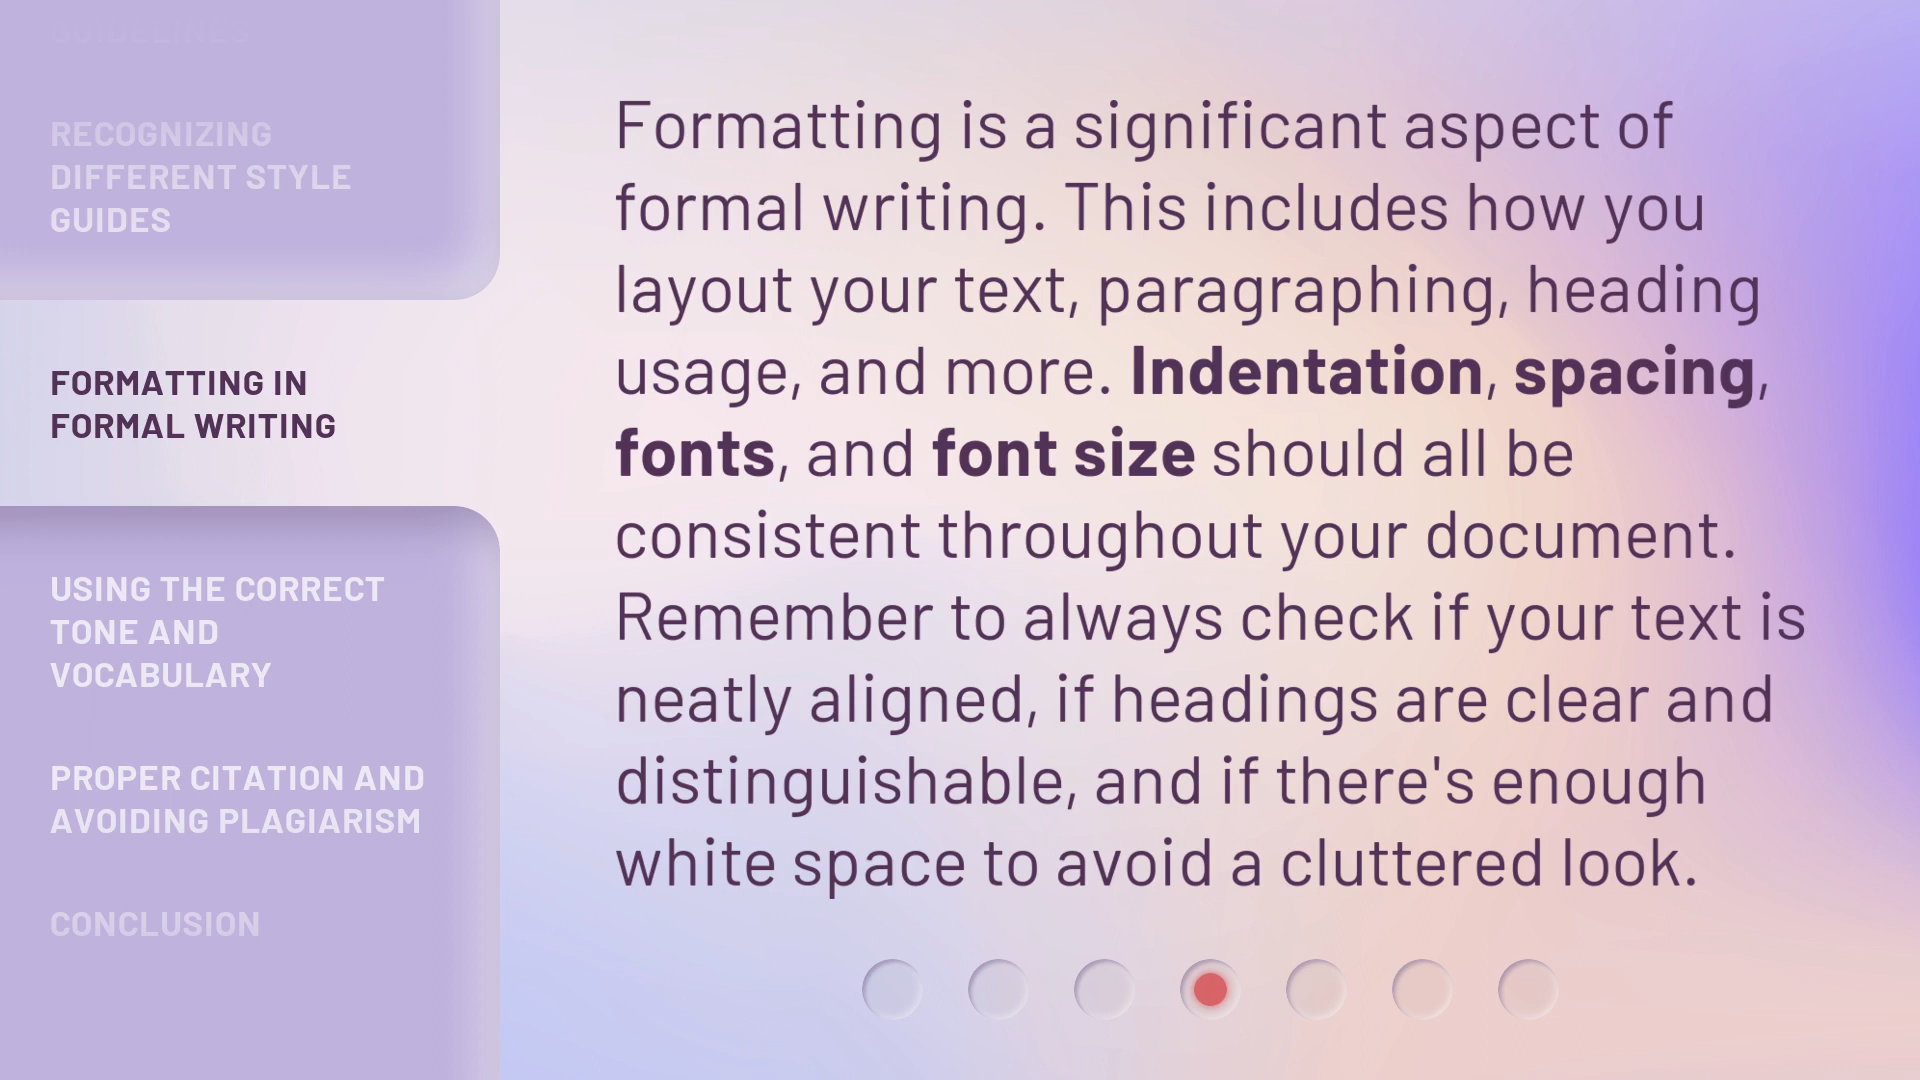 GUIDELINES
RECOGNIZING
DIFFERENT STYLE
GUIDES
FORMATTING IN
FORMAL WRITING
USING THE CORRECT
TONE AND
VOCABULARY
PROPER CITATION AND
AVOIDING PLAGIARISM
CONCLUSION
Formatting is a significant aspect of
formal writing. This includes how you
layout your text, paragraphing, heading
usage, and more. Indentation, spacing,
fonts, and font size should all be
consistent throughout your document.
Remember to always check if your text is
neatly aligned, if headings are clear and
distinguishable, and if there's enough
white space to avoid a cluttered look.